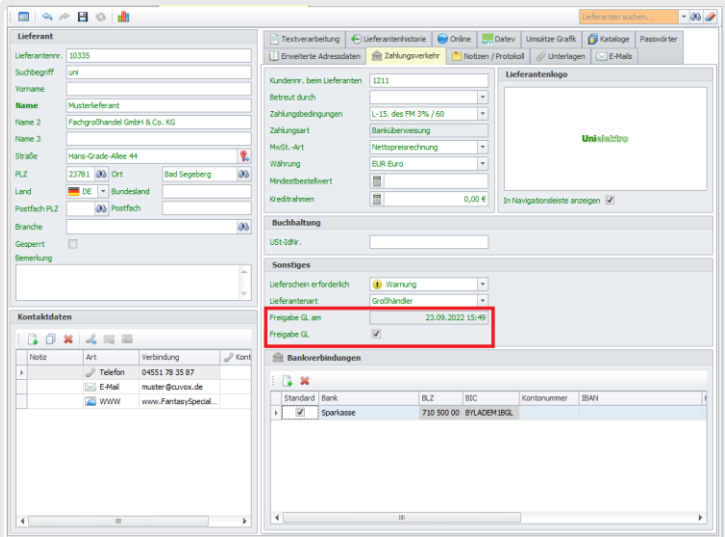 Lieferanten suchen...
Lieferant
Lieferantennr. 10335
Suchbegriff uni
Vorname
Name Musterlieferant
Name 2 Fachgroßhandel GmbH & Co. KG
Name 3
Straße Hans-Grade-Allee 44
PLZ 23781 Ort Bad Segeberg
Land DE Bundesland
Postfach PLZ Postfach
Branche
Gesperrt
Bemerkung
Kontaktdaten
Notiz Art Verbindung Kont
Telefon 04551 78 35 87
E-Mail muster@cuvox.de
WWW www.FantasySpecial...
Textverarbeitung Lieferantenhistorie Online Datev Umsätze Grafik Kataloge Passwörter
Erweiterte Adressdaten Zahlungsverkehr Notizen / Protokoll Unterlagen E-Mails
Kundennr. beim Lieferanten 1211
Betreut durch
Zahlungsbedingungen L-15. des FM 3% / 60
Zahlungsart Banküberweisung
MwSt.-Art Nettopreisrechnung
Währung EUR Euro
Mindestbestellwert
Kreditrahmen 0,00 €
Lieferantenlogo
Unielektro
In Navigationsleiste anzeigen
Buchhaltung
USt-IdNr.
Sonstiges
Lieferschein erforderlich Warnung
Lieferantenart Großhändler
Freigabe GL am 23.09.2022 15:49
Freigabe GL
Bankverbindungen
Standard Bank BLZ BIC Kontonummer IBAN
Sparkasse 710 500 00 BYLADEM1BGL